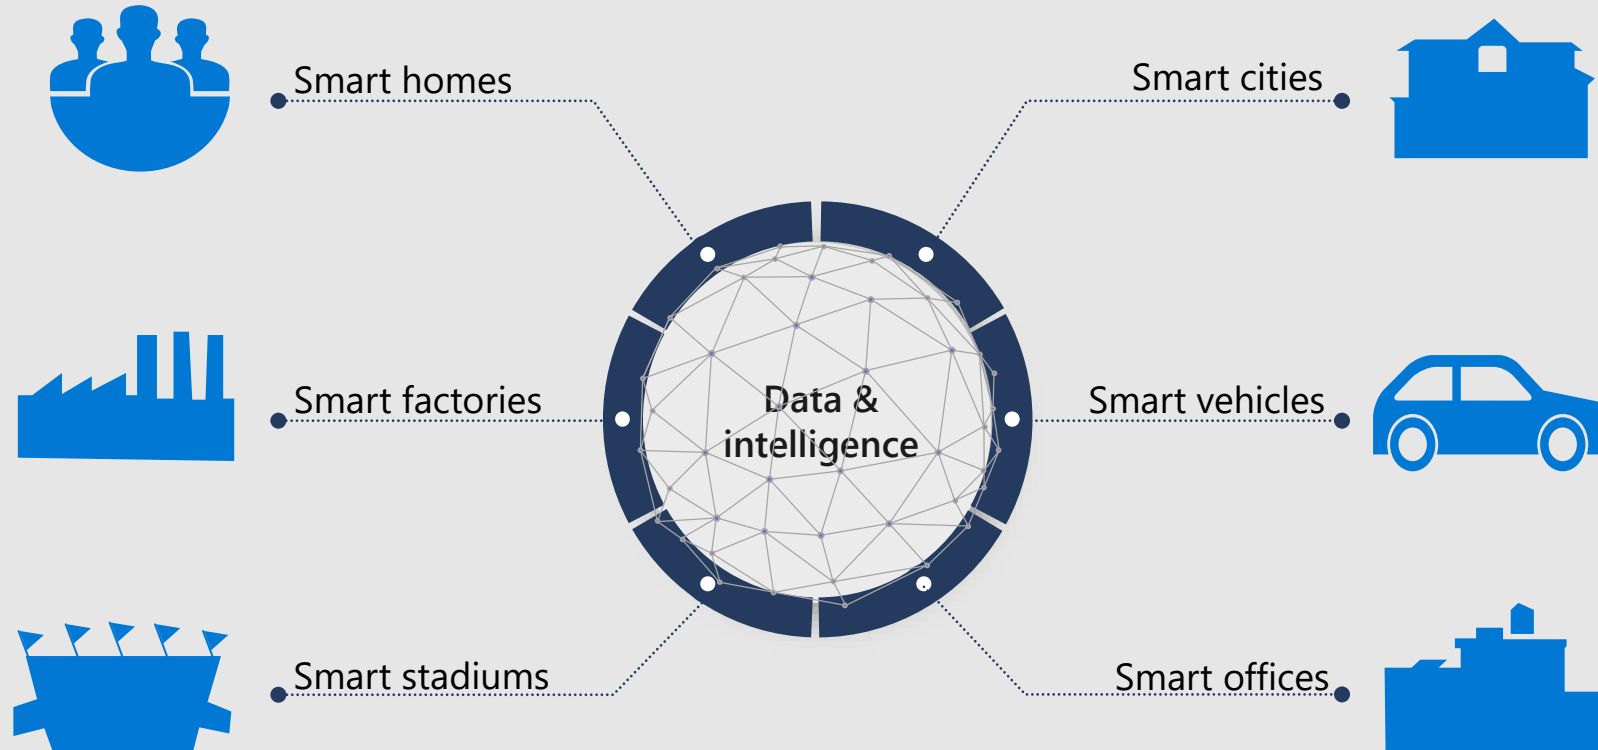 Smart homes
Smart cities
Smart factories
Data &
intelligence
Smart vehicles
Smart stadiums
Smart offices